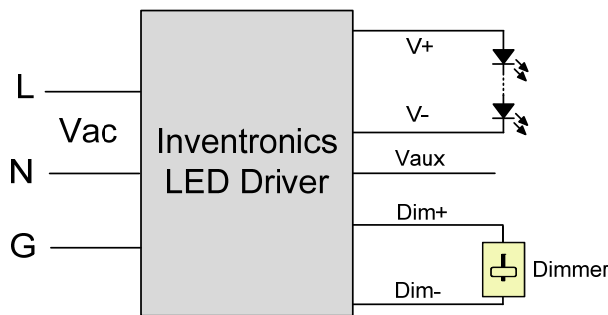 L
Vac
N
G
Inventronics
LED Driver
V+
V-
Vaux
Dim+
Dim-
Dimmer